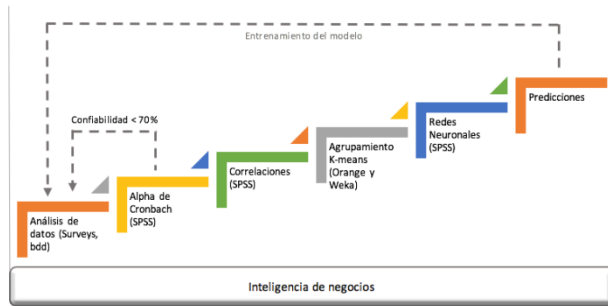 Entrenamiento del modelo
Confiabilidad < 70%
Análisis de
datos (Surveys,
bdd)
Alpha de
Cronbach
(SPSS)
Correlaciones
(SPSS)
Agrupamiento
K-means
(Orange y
Weka)
Redes
Neuronales
(SPSS)
Predicciones
Inteligencia de negocios